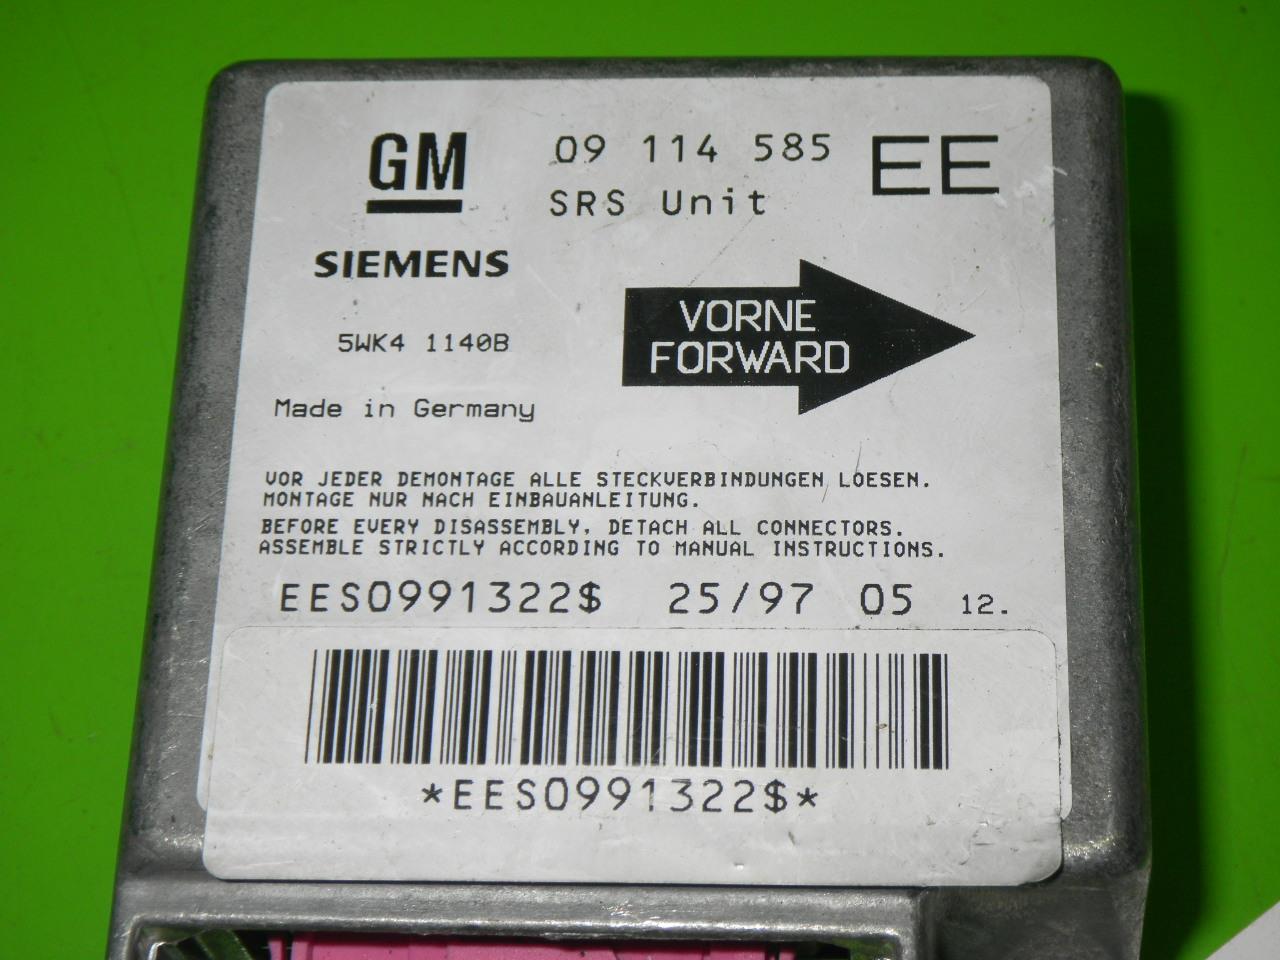 GM
09 114 585 EE
SRS Unit
SIEMENS
VORNE
FORWARD
5WK4 1140B
Made in Germany
VOR JEDER DEMONTAGE ALLE STECKVERBINDUNGEN LOESEN.
MONTAGE NUR NACH EINBAUANLEITUNG.
BEFORE EVERY DISASSEMBLY, DETACH ALL CONNECTORS.
ASSEMBLE STRICTLY ACCORDING TO MANUAL INSTRUCTIONS.
EES0991322$ 25/97 05 12.
*EES0991322$*